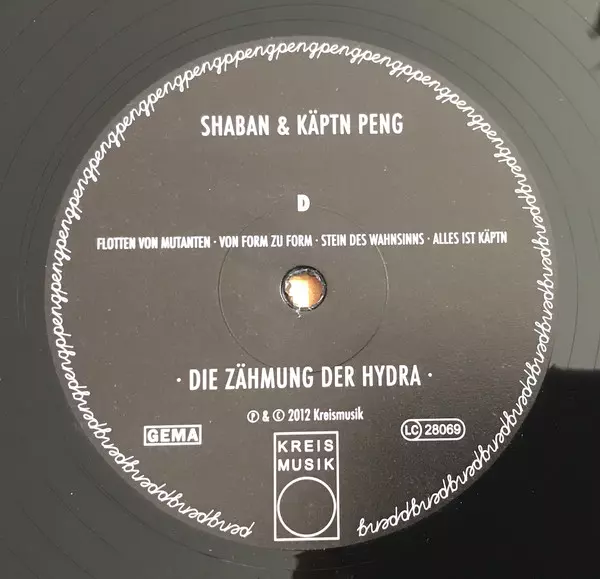 SHABAN & KÄPTN PENG
D
FLOTTEN VON MUTANTEN · VON FORM ZU FORM · STEIN DES WAHNSINNS · ALLES IST KÄPTN
· DIE ZÄHMUNG DER HYDRA ·
℗ & © 2012 Kreismusik
GEMA
KREIS
MUSIK
LC 28069